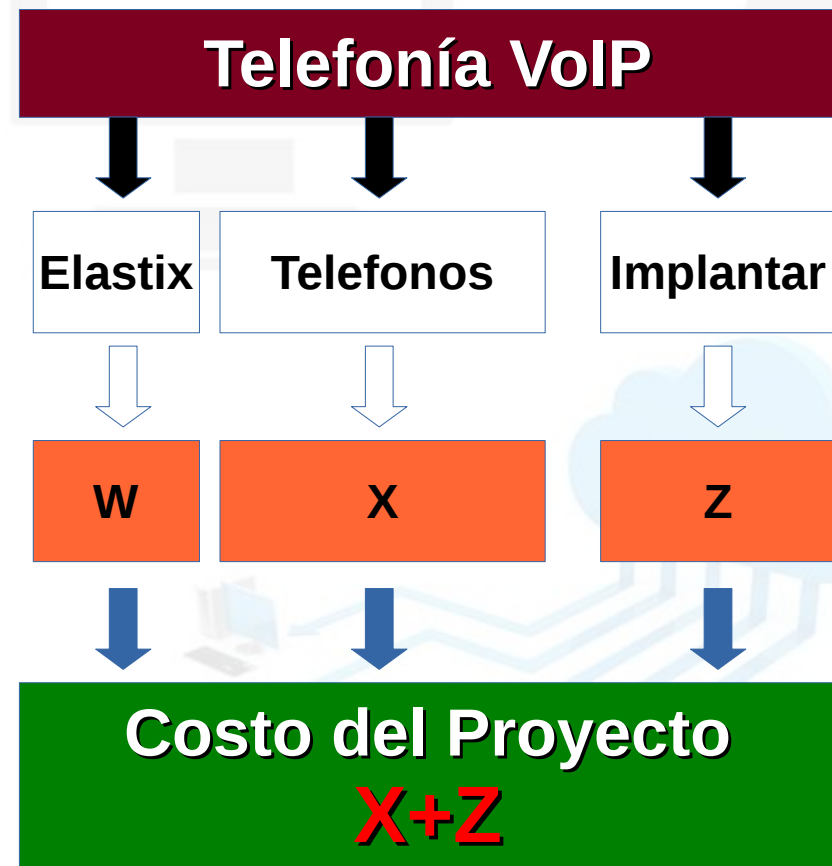 Telefonía VoIP
Elastix
Telefonos
Implantar
W
X
Z
Costo del Proyecto
X+Z